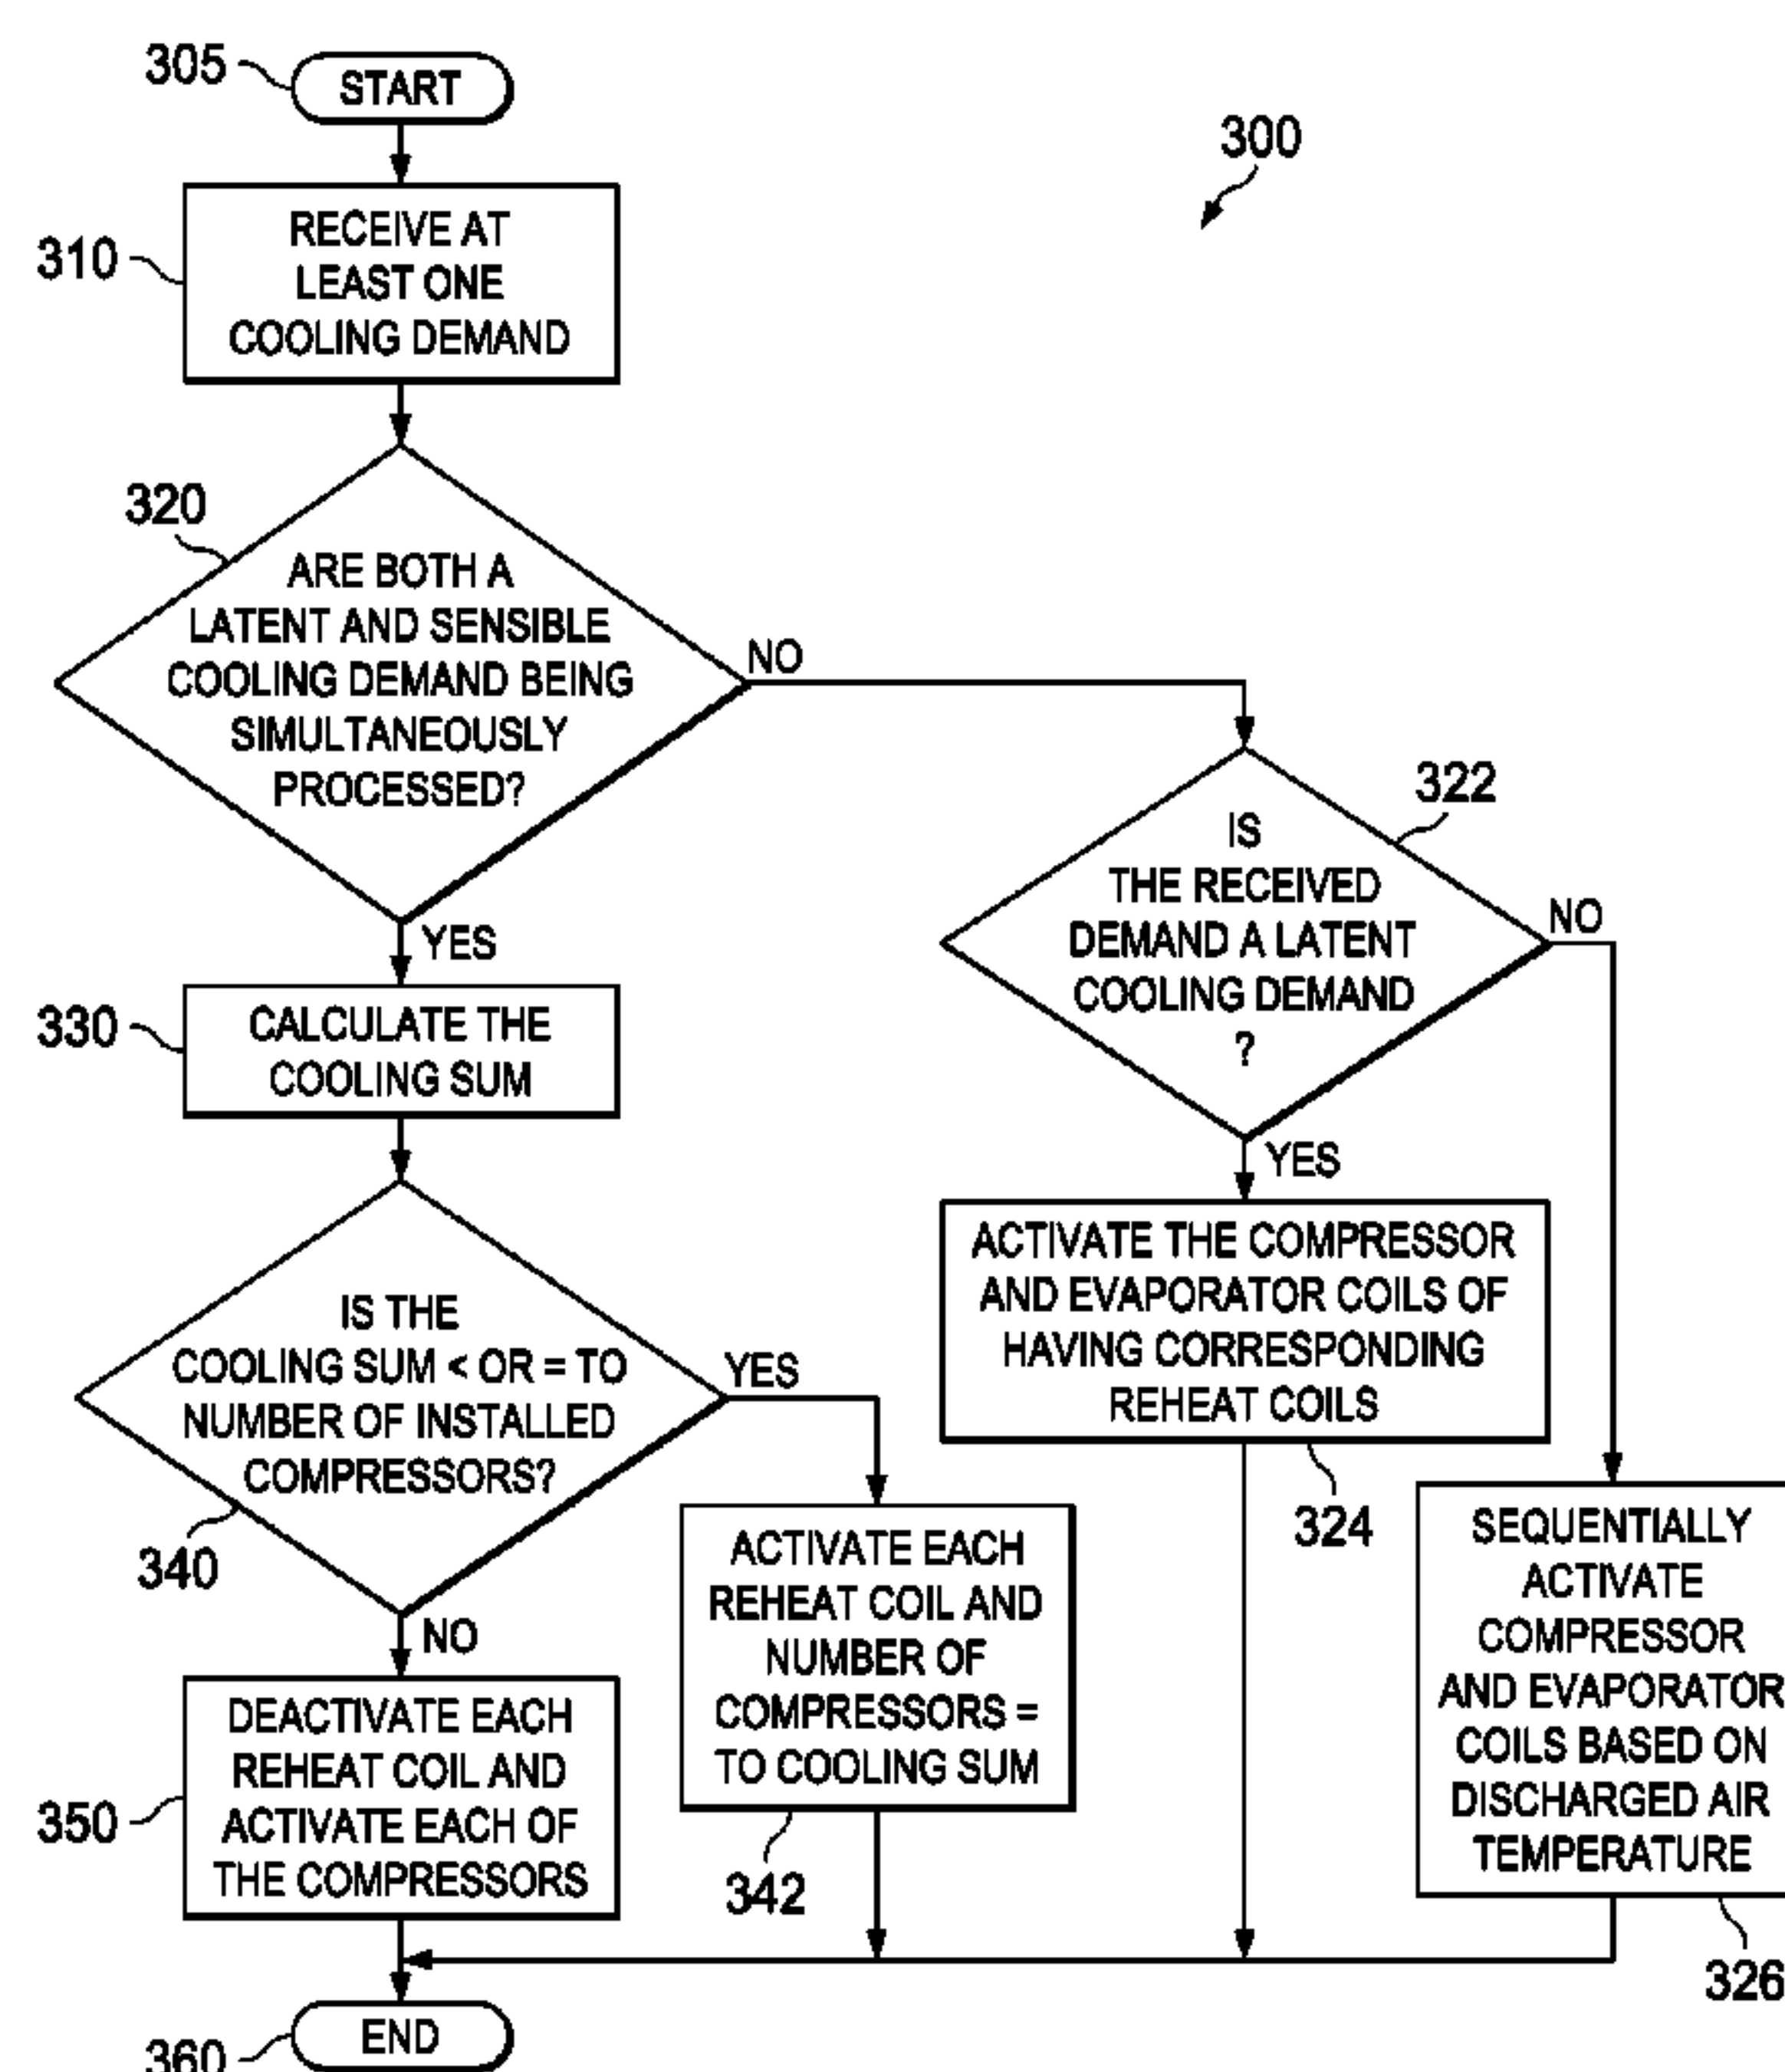 305
START
300
310
RECEIVE AT
LEAST ONE
COOLING DEMAND
320
ARE BOTH A
LATENT AND SENSIBLE
COOLING DEMAND BEING
SIMULTANEOUSLY
PROCESSED?
NO
YES
322
IS
THE RECEIVED
DEMAND A LATENT
COOLING DEMAND
?
NO
YES
330
CALCULATE THE
COOLING SUM
ACTIVATE THE COMPRESSOR
AND EVAPORATOR COILS OF
HAVING CORRESPONDING
REHEAT COILS
324
IS THE
COOLING SUM < OR = TO
NUMBER OF INSTALLED
COMPRESSORS?
340
YES
NO
ACTIVATE EACH
REHEAT COIL AND
NUMBER OF
COMPRESSORS =
TO COOLING SUM
342
SEQUENTIALLY
ACTIVATE
COMPRESSOR
AND EVAPORATOR
COILS BASED ON
DISCHARGED AIR
TEMPERATURE
326
350
DEACTIVATE EACH
REHEAT COIL AND
ACTIVATE EACH OF
THE COMPRESSORS
360
END